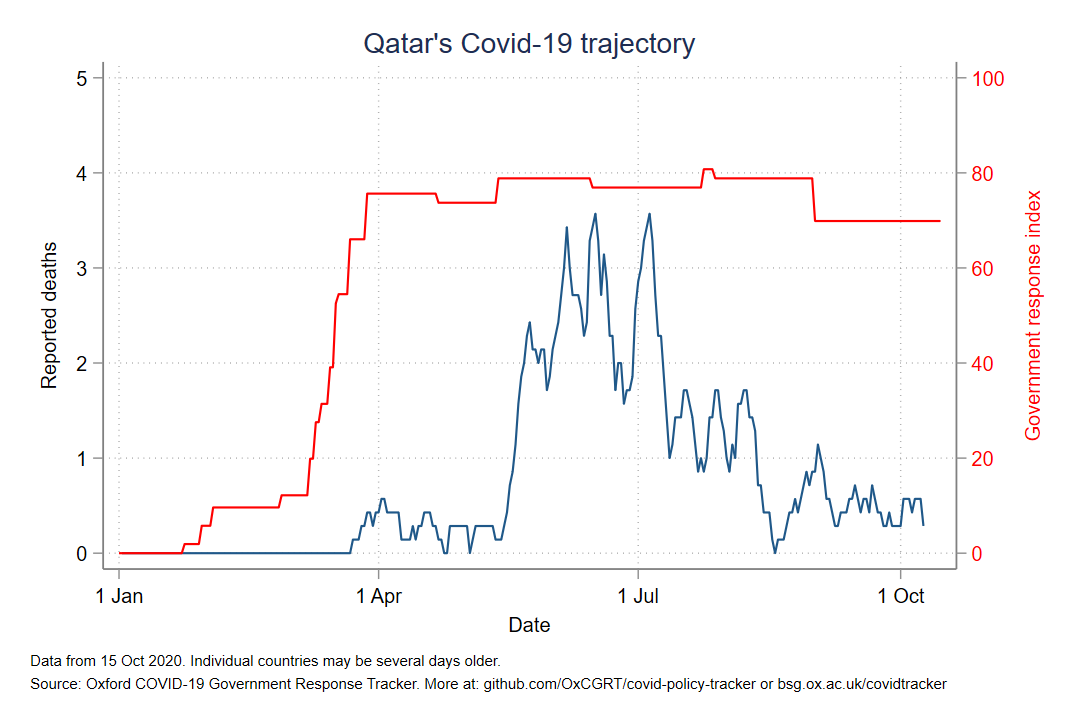 Qatar's Covid-19 trajectory
5
4
3
2
1
0
Reported deaths
100
80
60
40
20
0
Government response index
1 Jan
1 Apr
1 Jul
1 Oct
Date
Data from 15 Oct 2020. Individual countries may be several days older.
Source: Oxford COVID-19 Government Response Tracker. More at: github.com/OxCGRT/covid-policy-tracker or bsg.ox.ac.uk/covidtracker